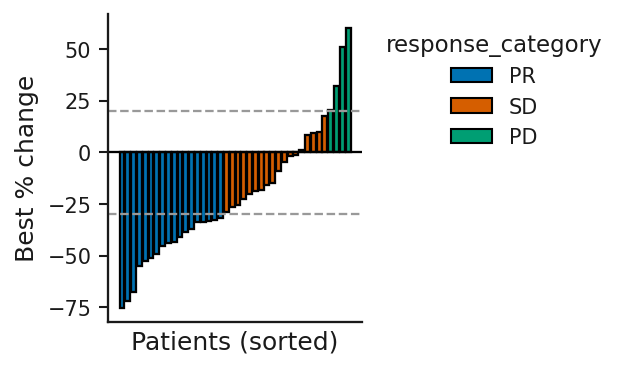 response_category
PR
SD
PD
Best % change
50
25
0
−25
−50
−75
Patients (sorted)